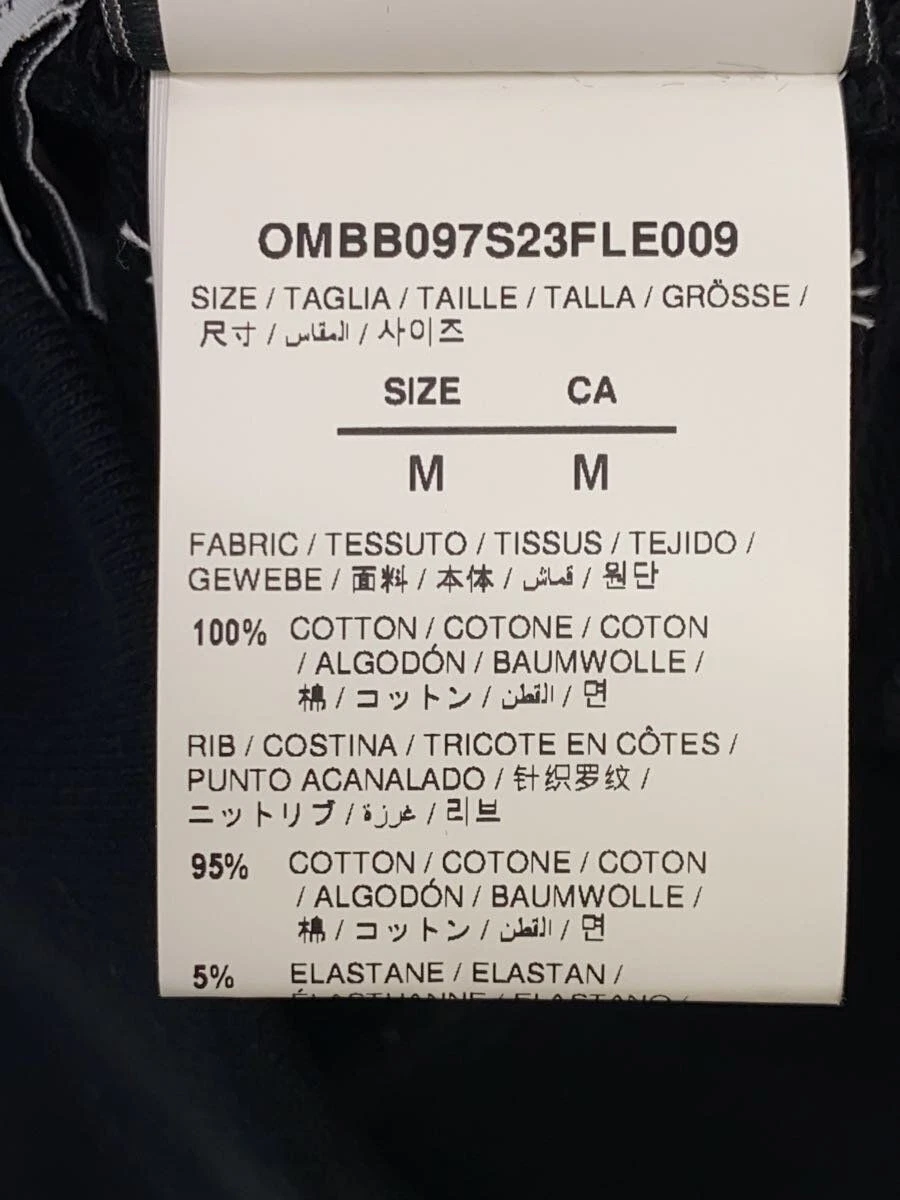 OMBB097S23FLE009
SIZE / TAGLIA / TAILLE / TALLA / GRÖSSE /
尺寸 / المقاس / 사이즈
SIZE CA
M M
FABRIC / TESSUTO / TISSUS / TEJIDO /
GEWEBE / 面料 / 本体 / قماش / 원단
100% COTTON / COTONE / COTON
/ ALGODÓN / BAUMWOLLE /
棉 / コットン / القطن / 면
RIB / COSTINA / TRICOTE EN CÔTES /
PUNTO ACANALADO / 针织罗纹 /
ニットリブ / غرزة / 리브
95% COTTON / COTONE / COTON
/ ALGODÓN / BAUMWOLLE /
棉 / コットン / القطن / 면
5% ELASTANE / ELASTAN /
ÉLASTHANNE / ELASTANO /